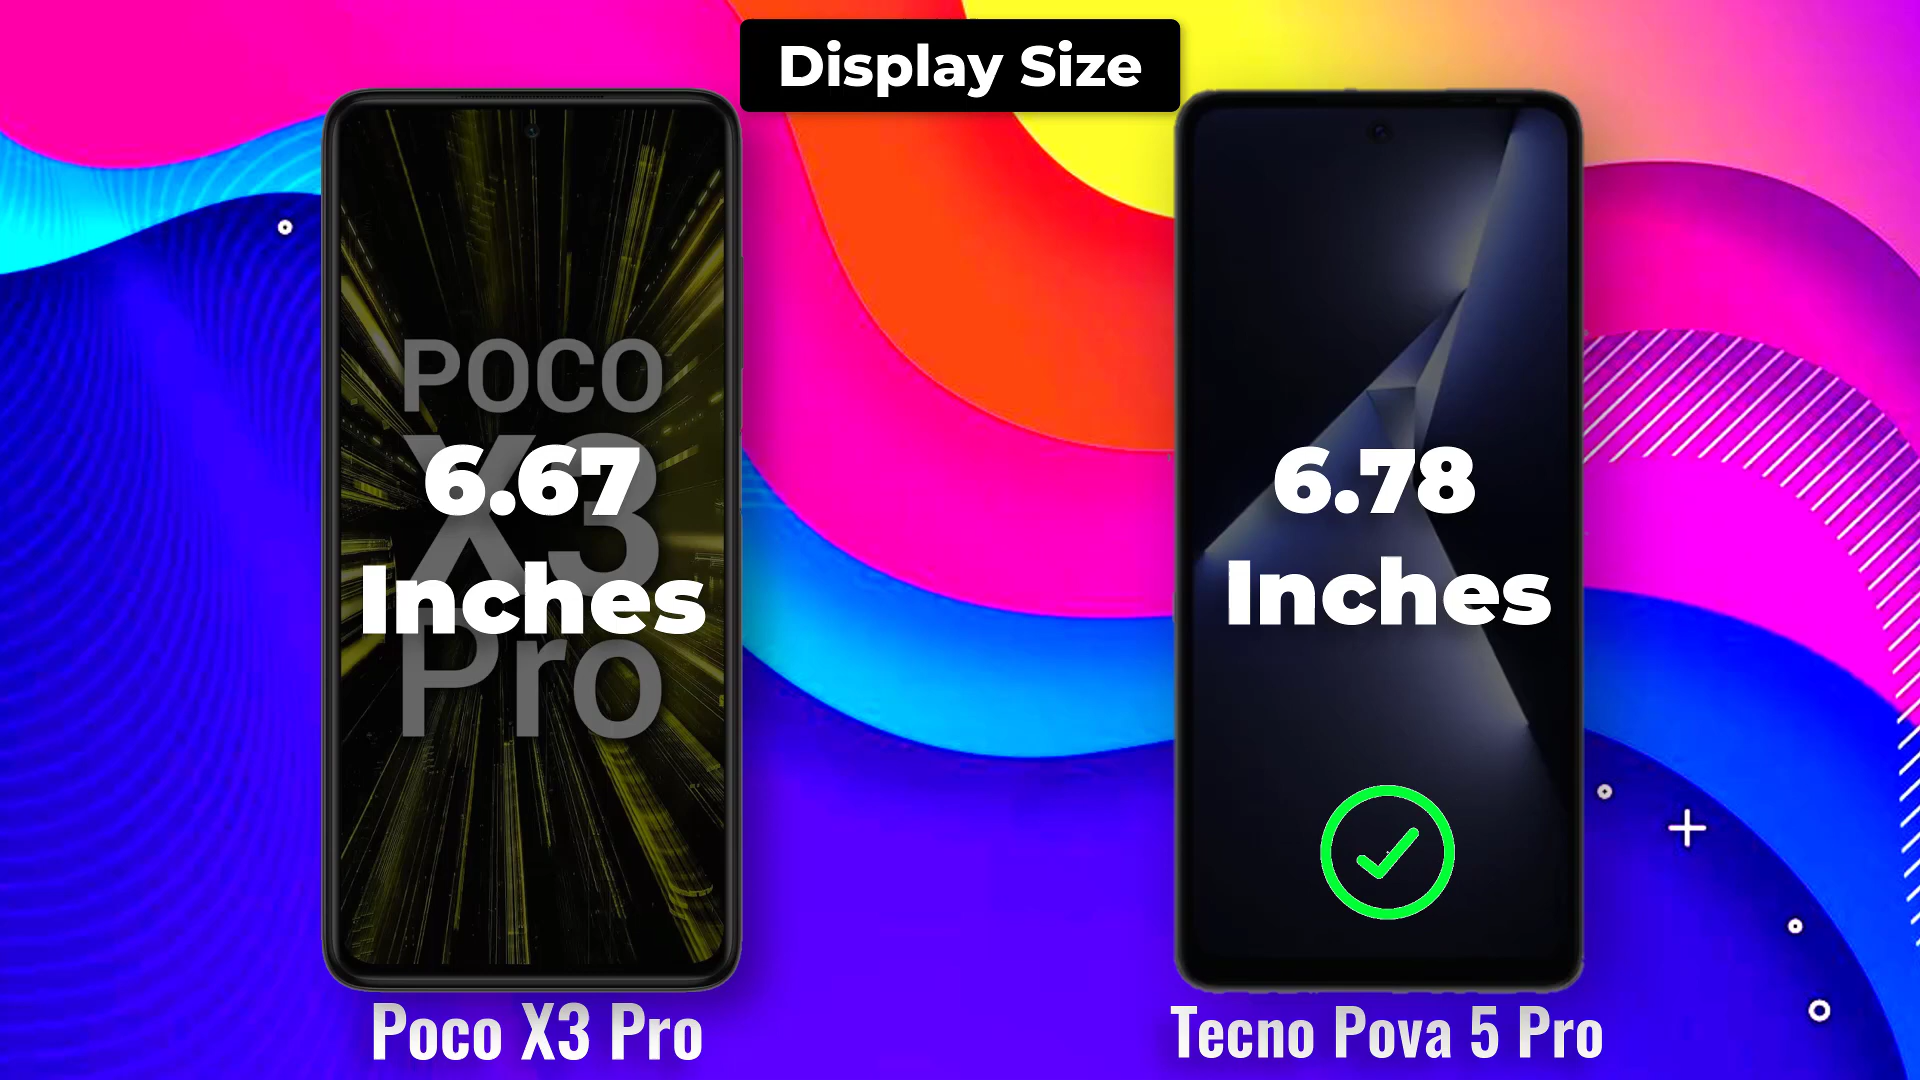 Display Size
POCO
X3
Pro
6.67
Inches
6.78
Inches
Poco X3 Pro
Tecno Pova 5 Pro